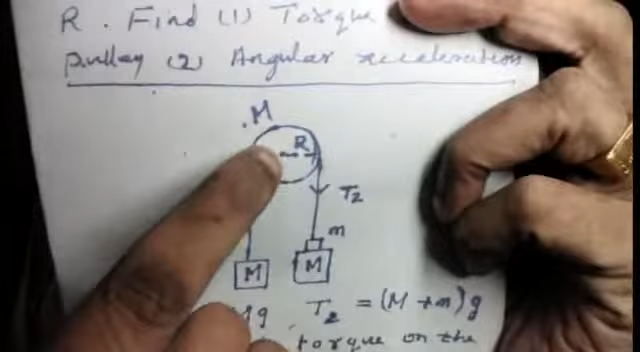 R. Find (1) Torque
pulley (2) Angular acceleration
M
R
T2
m
M M
g T2 = (M+m)g
torque on the